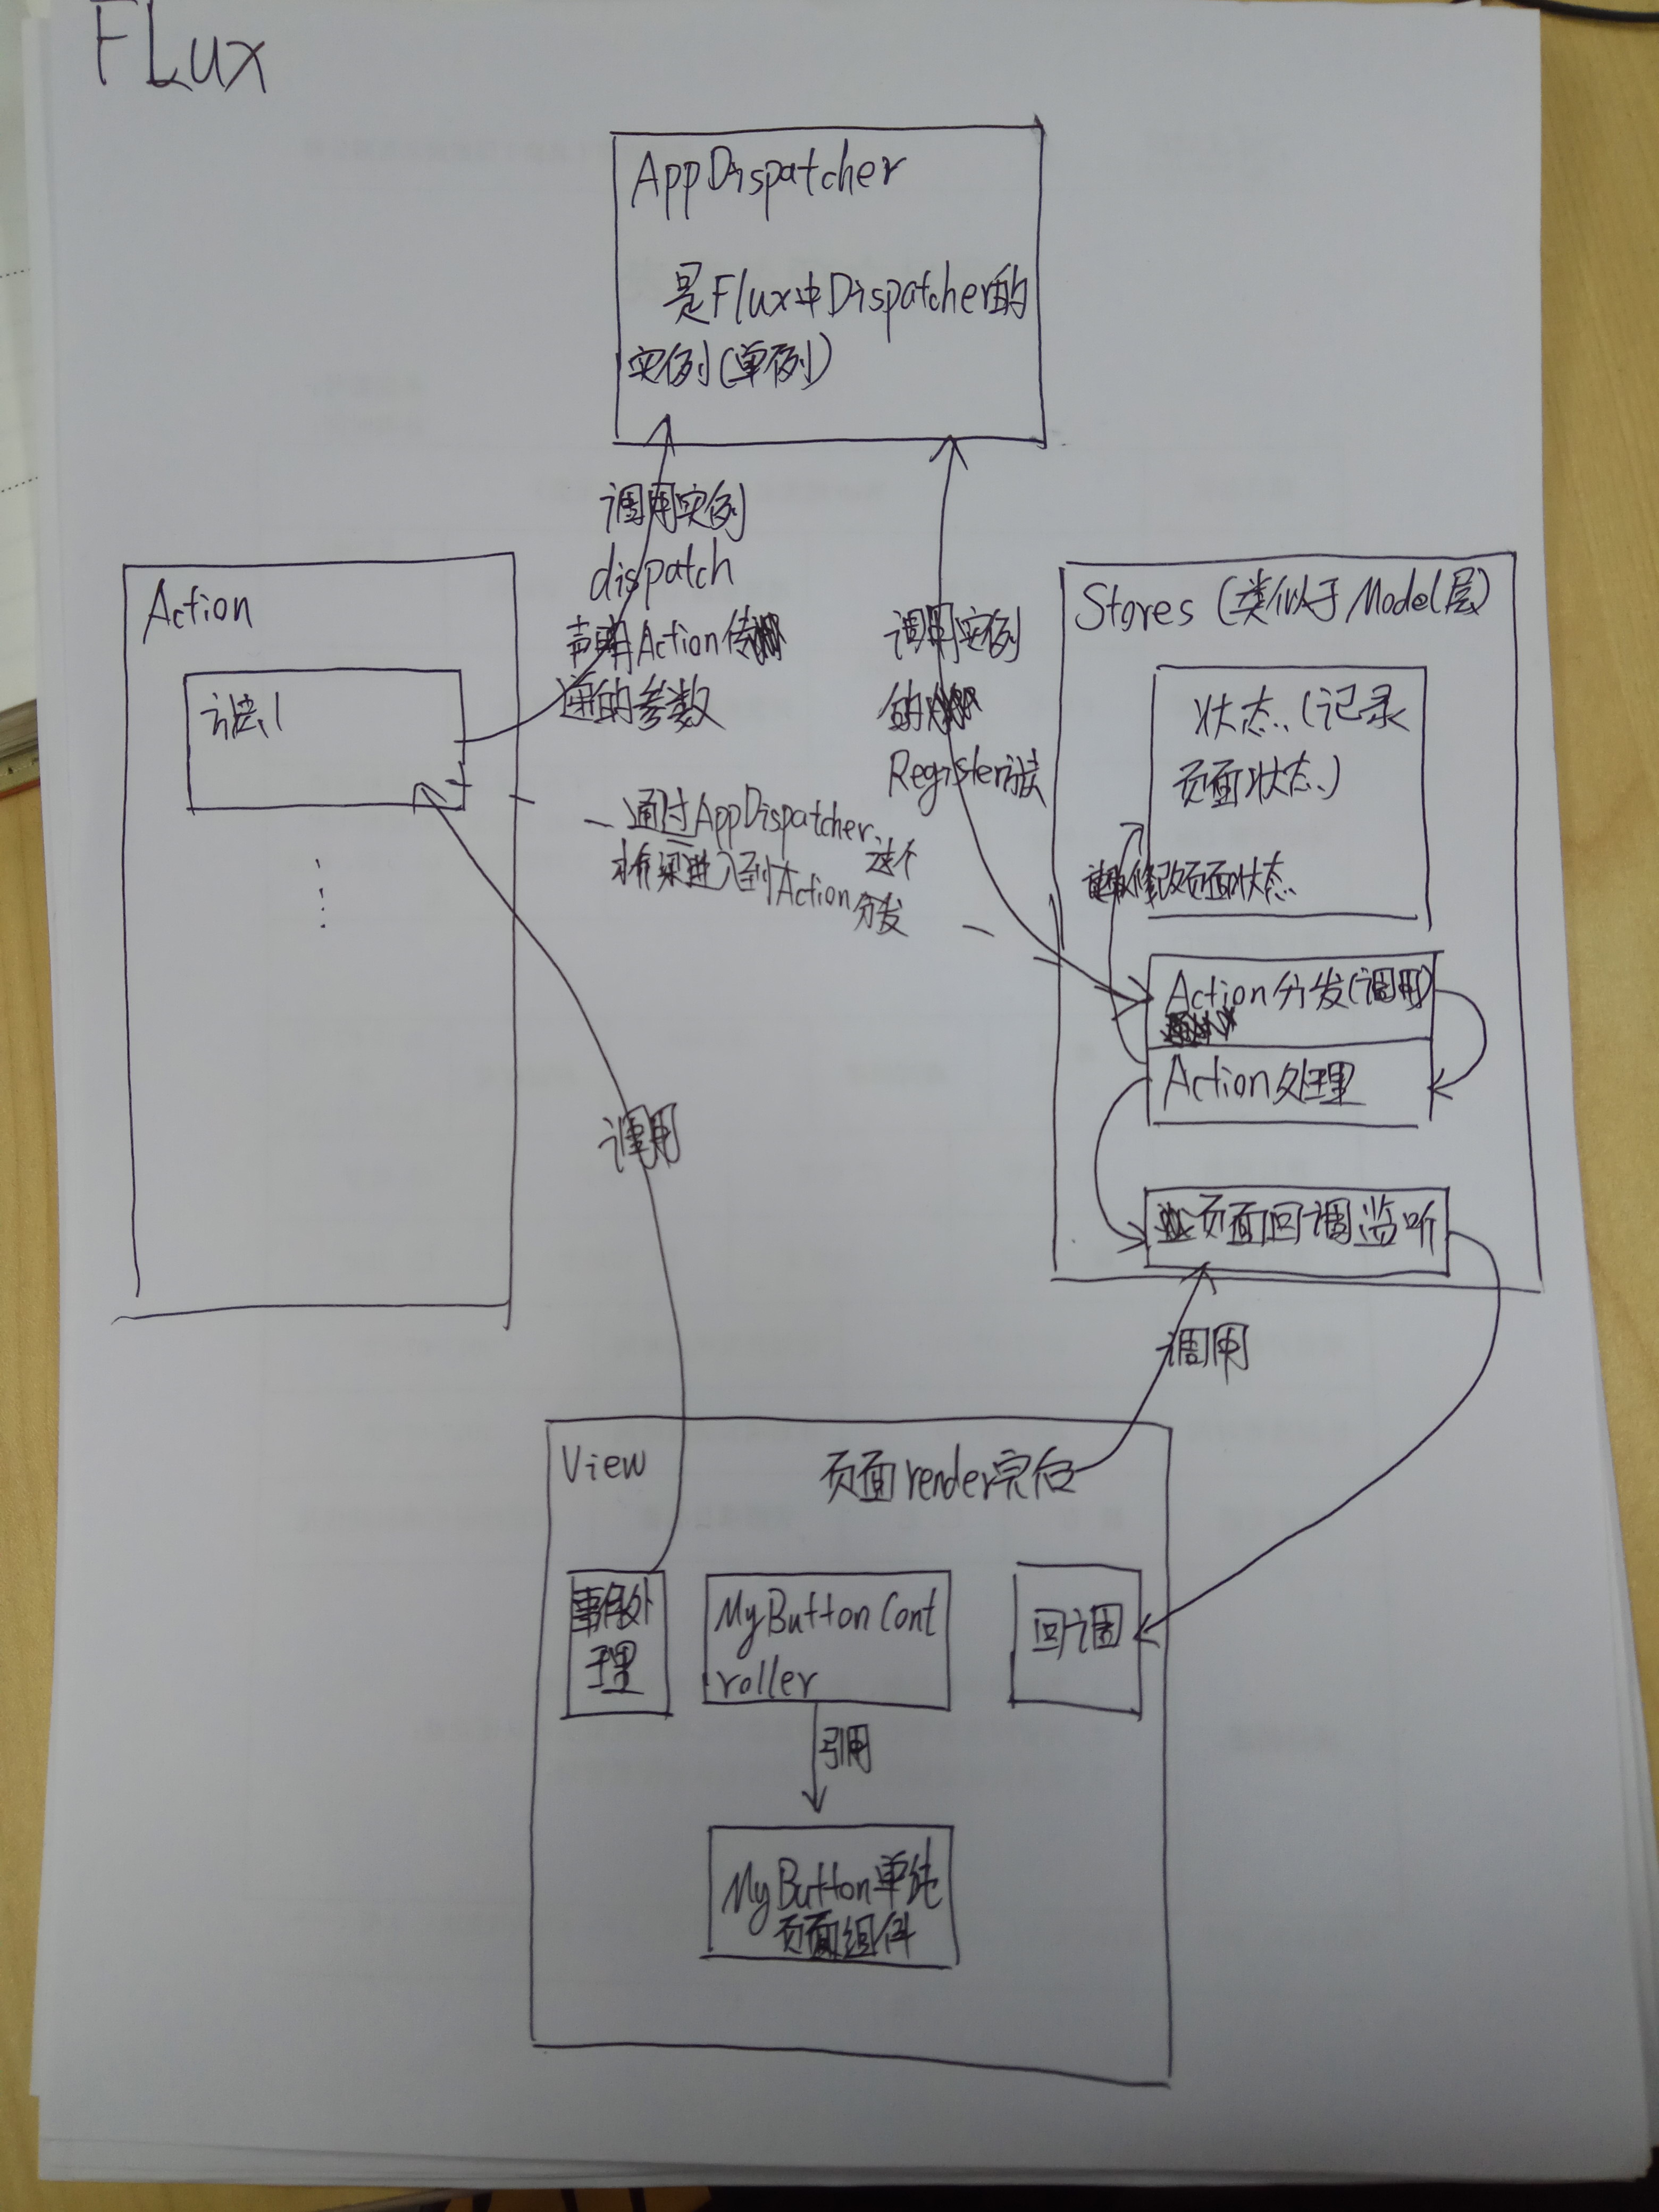 FLux
AppDispatcher
是Flux中Dispatcher的
实例(单例)
调用实例
dispatch
声明Action传
递的参数
Action
调用实例
的
Register方法
Stores (类似于Model层)
状态(记录
页面状态)
修改页面状态
通过AppDispatcher这个
桥梁进入到Action分发
Action分发(调用)
Action处理
页面回调监听
调用
调用
View
页面render完后
事件处
理
MyButtonCont
roller
回调
引用
MyButton单纯
页面组件